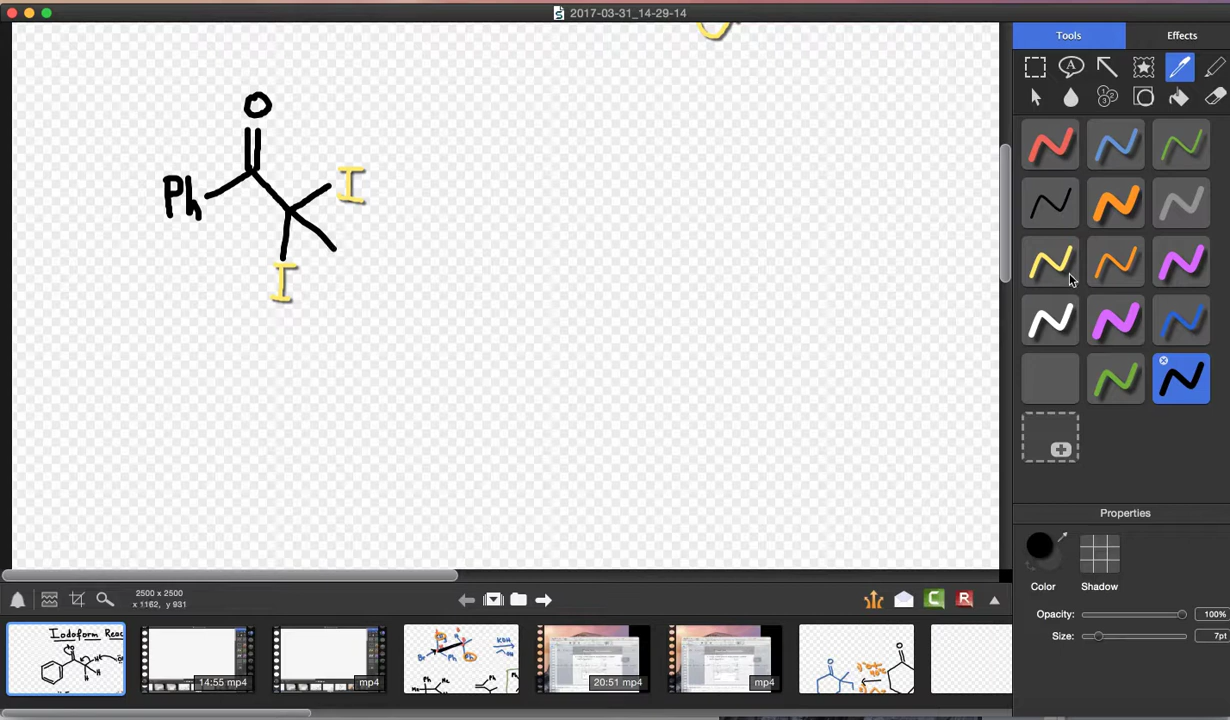 2017-03-31_14-29-14
Tools
Effects
O
Ph
I
I
Properties
Color
Shadow
Opacity:
100%
Size:
7pt
2500 x 2500
x 1162, y 931
Iodoform Reac
14:55 mp4
mp4
20:51 mp4
mp4